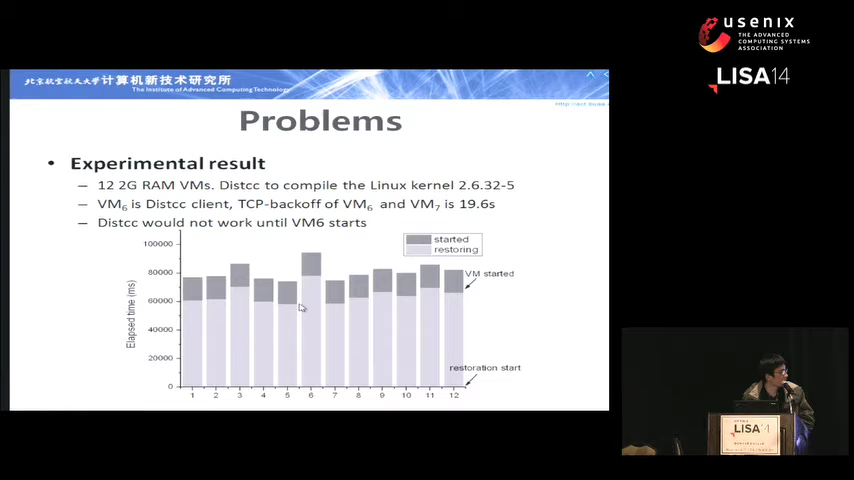 usenix
THE ADVANCED
COMPUTING SYSTEMS
ASSOCIATION
LISA14
北京航空航天大学计算机新技术研究所
The Institute of Advanced Computing Technology
Problems
• Experimental result
– 12 2G RAM VMs. Distcc to compile the Linux kernel 2.6.32-5
– VM6 is Distcc client, TCP-backoff of VM6 and VM7 is 19.6s
– Distcc would not work until VM6 starts
started
restoring
100000
80000
60000
40000
20000
0
Elapsed time (ms)
VM started
restoration start
1 2 3 4 5 6 7 8 9 10 11 12
LISA14